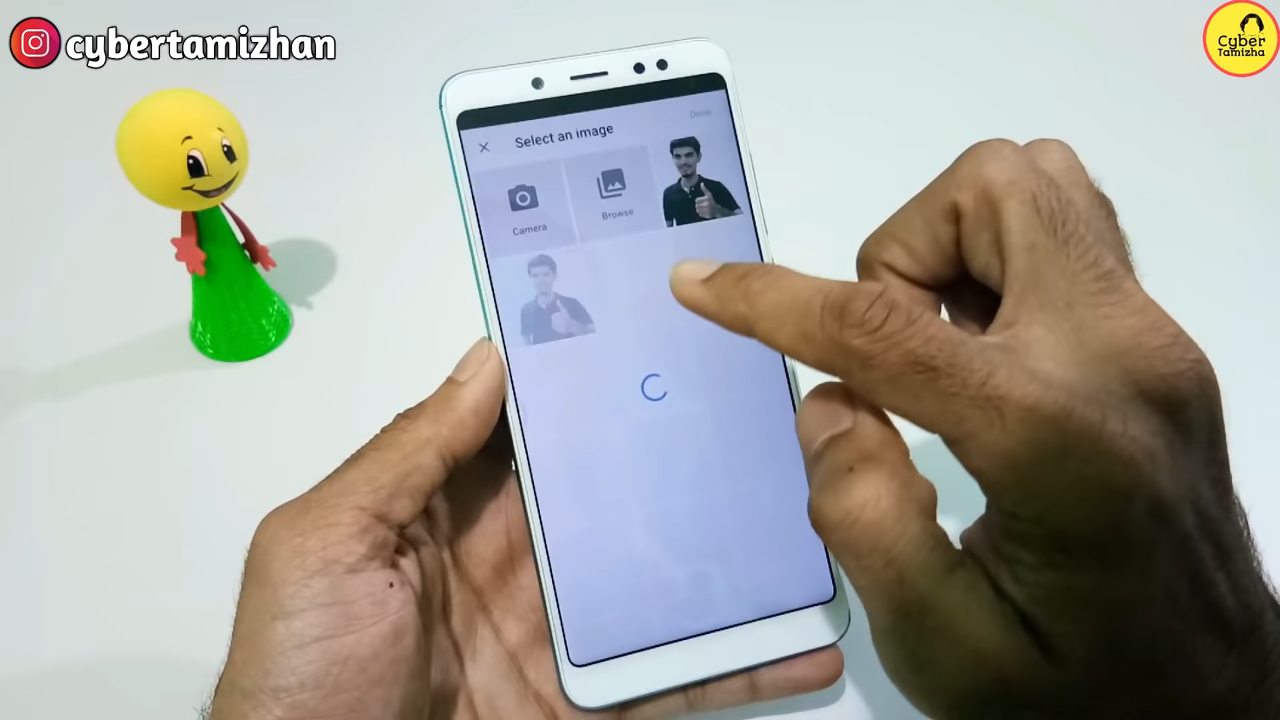 cybertamizhan
Cyber
Tamizha
Done
Select an image
Camera
Browse